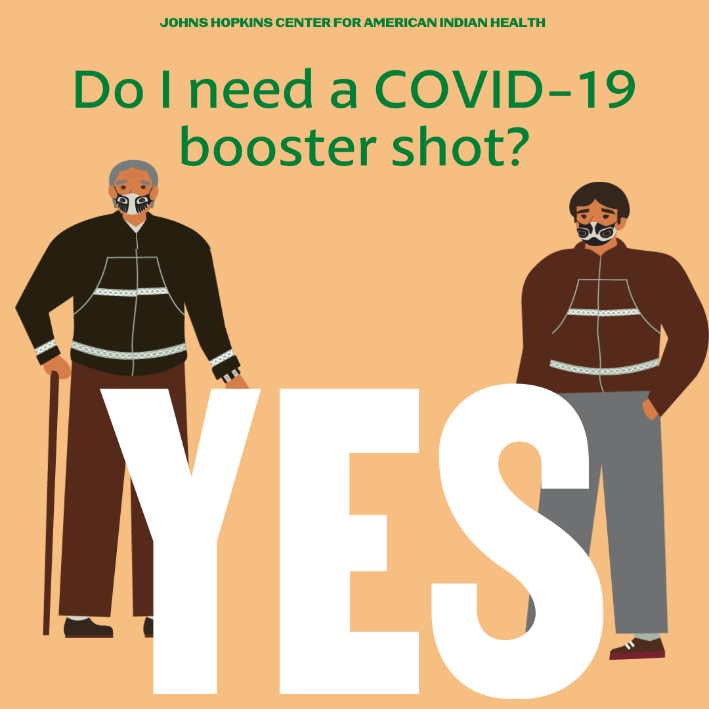 JOHNS HOPKINS CENTER FOR AMERICAN INDIAN HEALTH
Do I need a COVID-19
booster shot?
YES